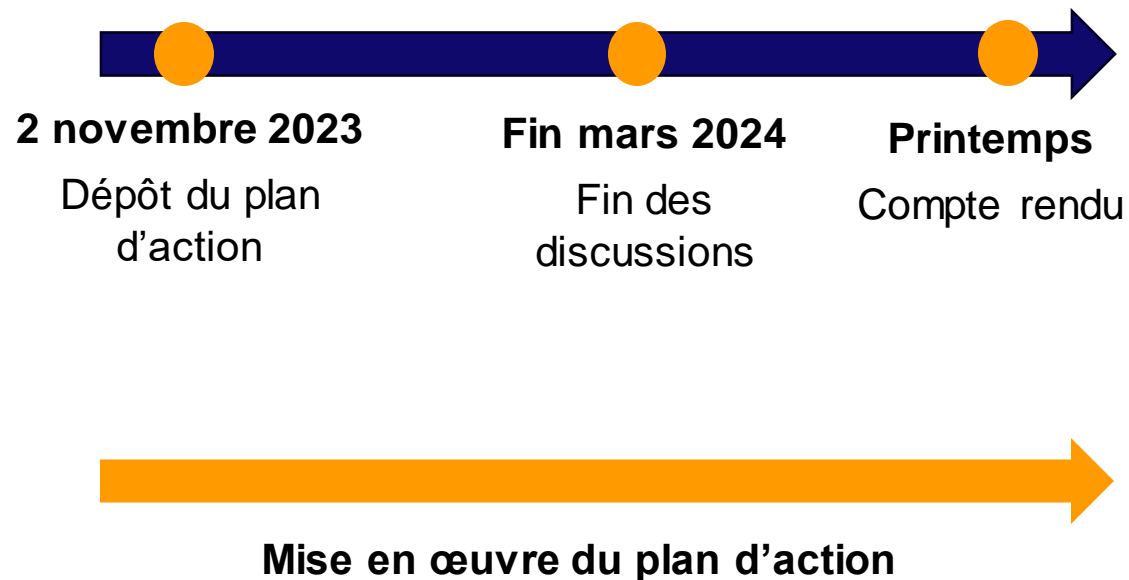 2 novembre 2023
Dépôt du plan
d’action
Fin mars 2024
Fin des
discussions
Printemps
Compte rendu
Mise en œuvre du plan d’action